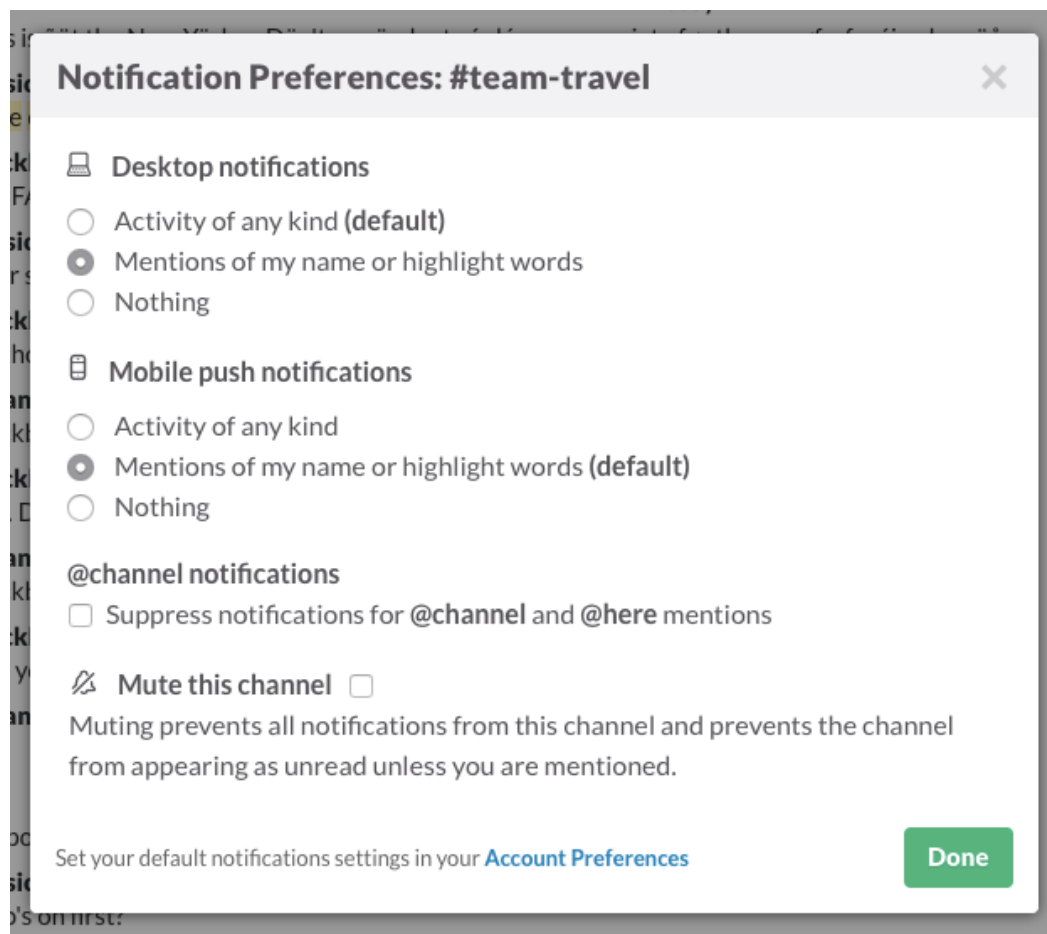 Notification Preferences: #team-travel
Desktop notifications
Activity of any kind (default)
Mentions of my name or highlight words
Nothing
Mobile push notifications
Activity of any kind
Mentions of my name or highlight words (default)
Nothing
@channel notifications
Suppress notifications for @channel and @here mentions
Mute this channel
Muting prevents all notifications from this channel and prevents the channel
from appearing as unread unless you are mentioned.
Set your default notifications settings in your Account Preferences
Done
on first?